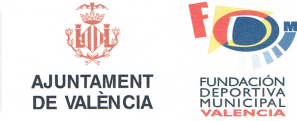 AJUNTAMENT
DE VALÈNCIA
F D M
FUNDACIÓN
DEPORTIVA
MUNICIPAL
VALENCIA